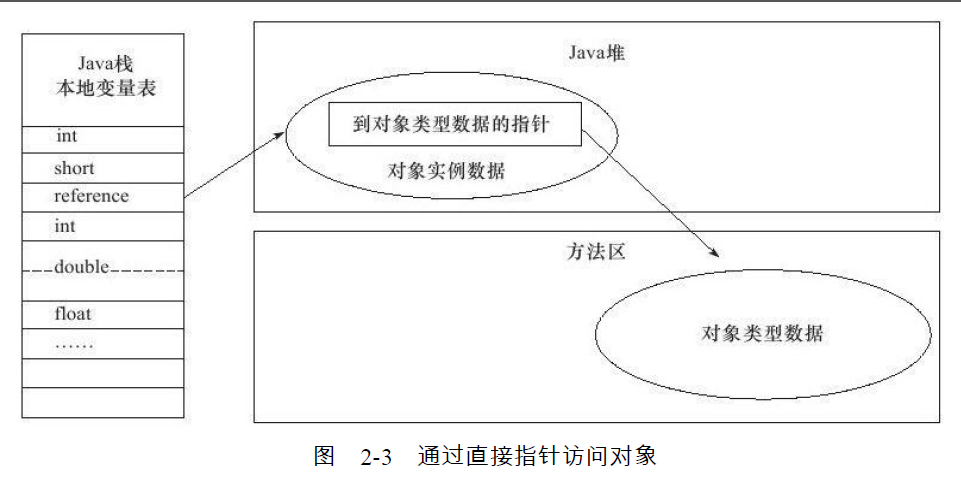 Java栈
本地变量表
int
short
reference
int
double
float
……
Java堆
到对象类型数据的指针
对象实例数据
方法区
对象类型数据
图 2-3 通过直接指针访问对象